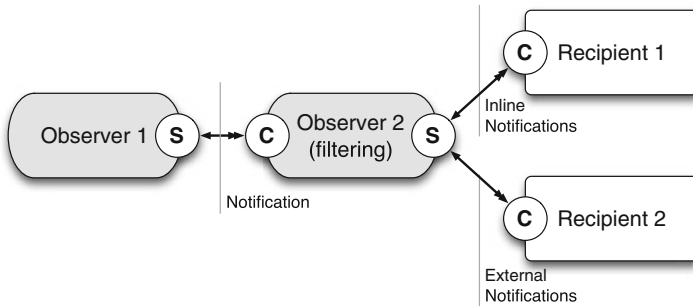 Observer 1
S
C
Observer 2
(filtering)
S
Notification
C
Recipient 1
Inline
Notifications
C
Recipient 2
External
Notifications